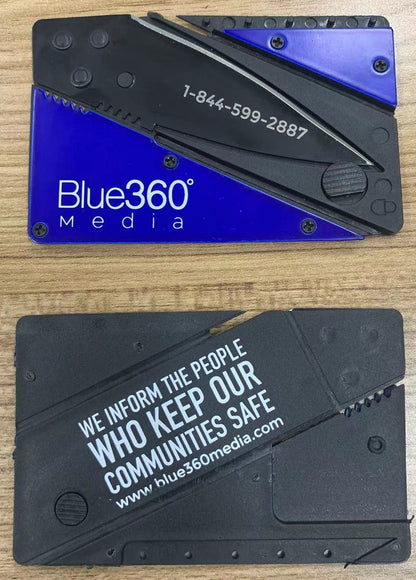 1-844-599-2887
Blue360°
Media
WE INFORM THE PEOPLE
WHO KEEP OUR
COMMUNITIES SAFE
www.blue360media.com